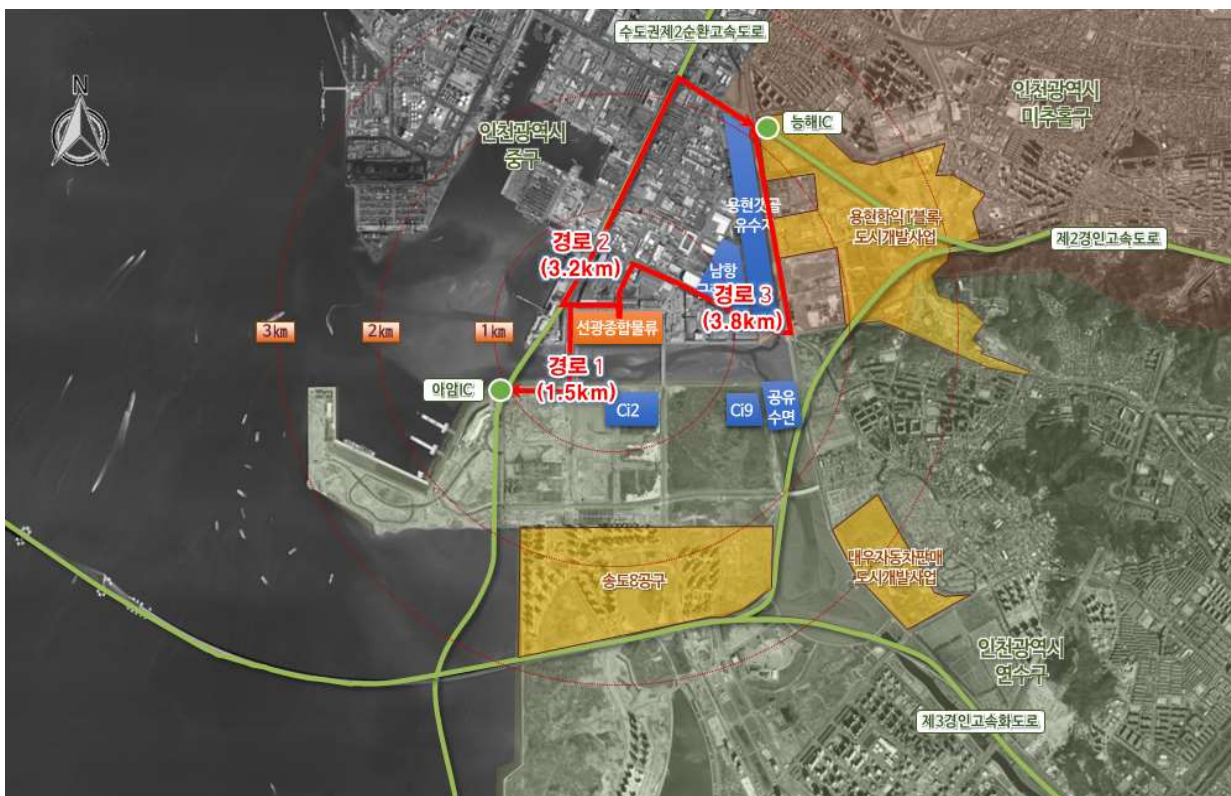 수도권제2순환고속도로
N
인천광역시
중구
인천광역시
미추홀구
능해IC
용현갯골
유수지
용현학익1블록
도시개발사업
제2경인고속도로
경로 2
(3.2km)
남항
경로 3
(3.8km)
3km
2km
1km
선광종합물류
경로 1
(1.5km)
아암IC
Ci2
Ci9
공유
수면
송도8공구
대우자동차판매
도시개발사업
인천광역시
연수구
제3경인고속화도로